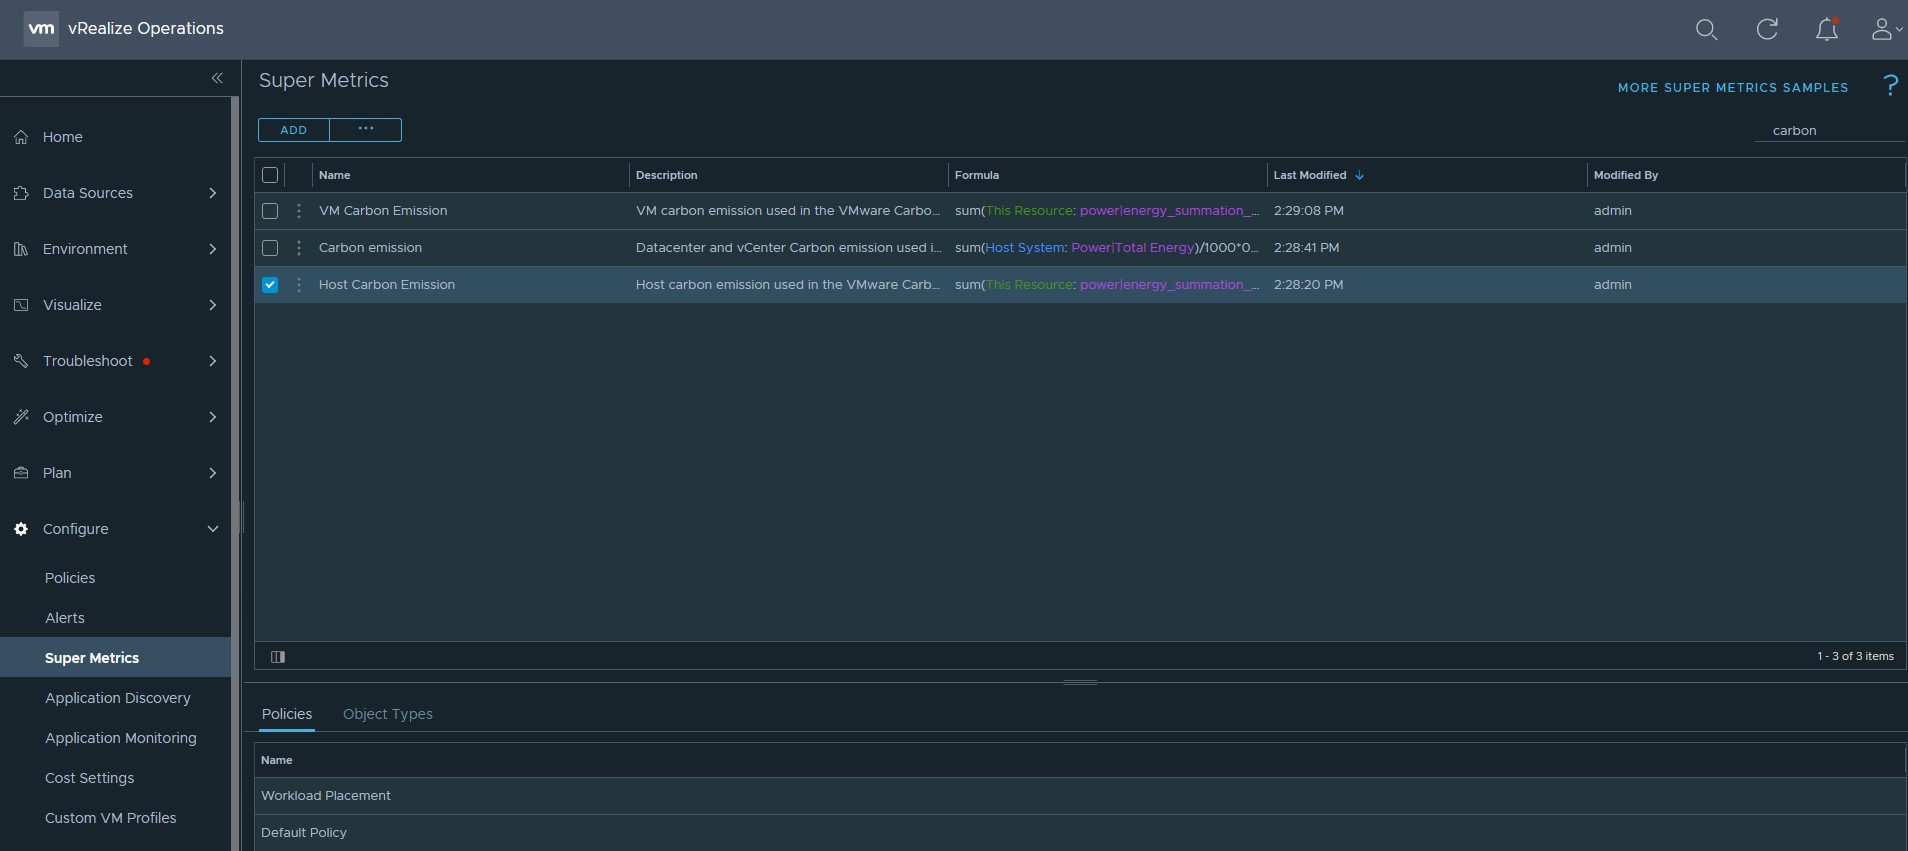 vm vRealize Operations
Super Metrics
MORE SUPER METRICS SAMPLES ?
ADD ...
carbon
Home
Data Sources
Environment
Visualize
Troubleshoot
Optimize
Plan
Configure
Policies
Alerts
Super Metrics
Application Discovery
Application Monitoring
Cost Settings
Custom VM Profiles
Name Description Formula Last Modified Modified By
VM Carbon Emission VM carbon emission used in the VMware Carbo... sum(This Resource: power|energy_summation_... 2:29:08 PM admin
Carbon emission Datacenter and vCenter Carbon emission used i... sum(Host System: Power|Total Energy)/1000*0... 2:28:41 PM admin
Host Carbon Emission Host carbon emission used in the VMware Carb... sum(This Resource: power|energy_summation_... 2:28:20 PM admin
1 - 3 of 3 items
Policies Object Types
Name
Workload Placement
Default Policy